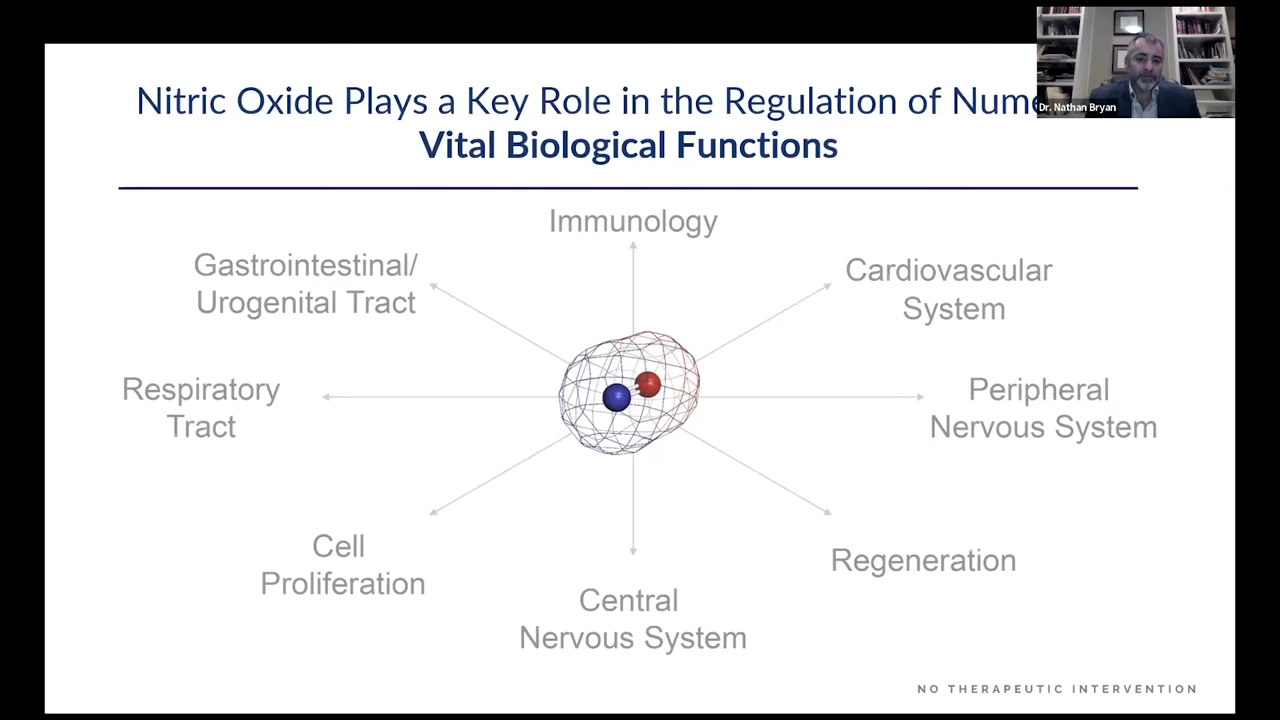 Nitric Oxide Plays a Key Role in the Regulation of
Vital Biological Functions
Dr. Nathan Bryan
Immunology
Gastrointestinal/
Urogenital Tract
Cardiovascular
System
Respiratory
Tract
Peripheral
Nervous System
Cell
Proliferation
Regeneration
Central
Nervous System
NO THERAPEUTIC INTERVENTION